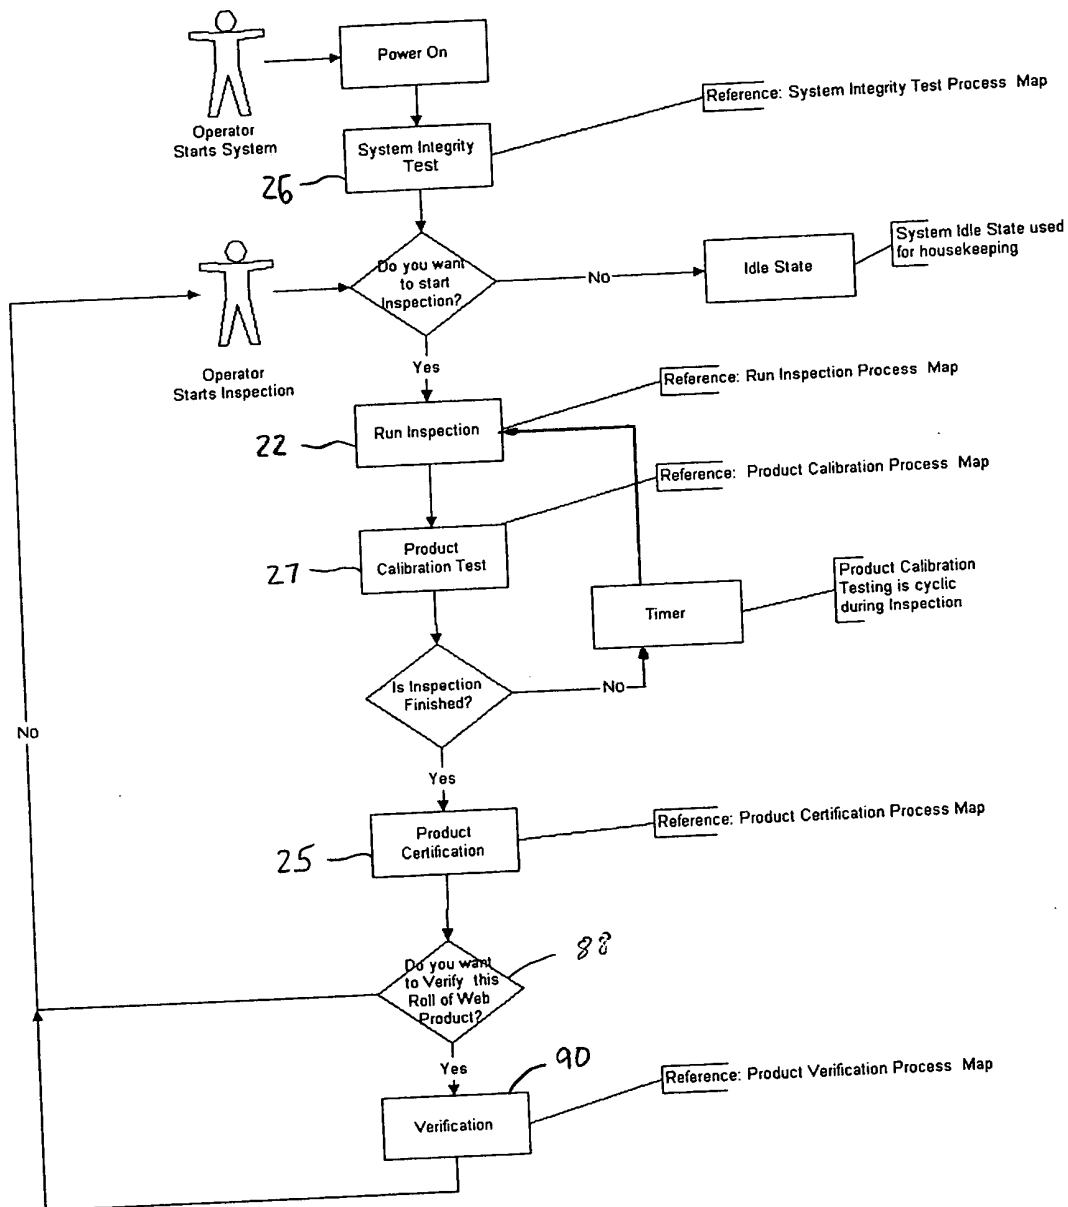 Power On
Operator
Starts System
Reference: System Integrity Test Process Map
System Integrity
Test
26
Do you want
to start
Inspection?
No
Idle State
System Idle State used
for housekeeping
Operator
Starts Inspection
Yes
Reference: Run Inspection Process Map
Run Inspection
22
Reference: Product Calibration Process Map
Product
Calibration Test
27
Timer
Product Calibration
Testing is cyclic
during Inspection
Is Inspection
Finished?
No
No
Yes
Product
Certification
25
Reference: Product Certification Process Map
Do you want
to Verify this
Roll of Web
Product?
88
Yes
90
Verification
Reference: Product Verification Process Map